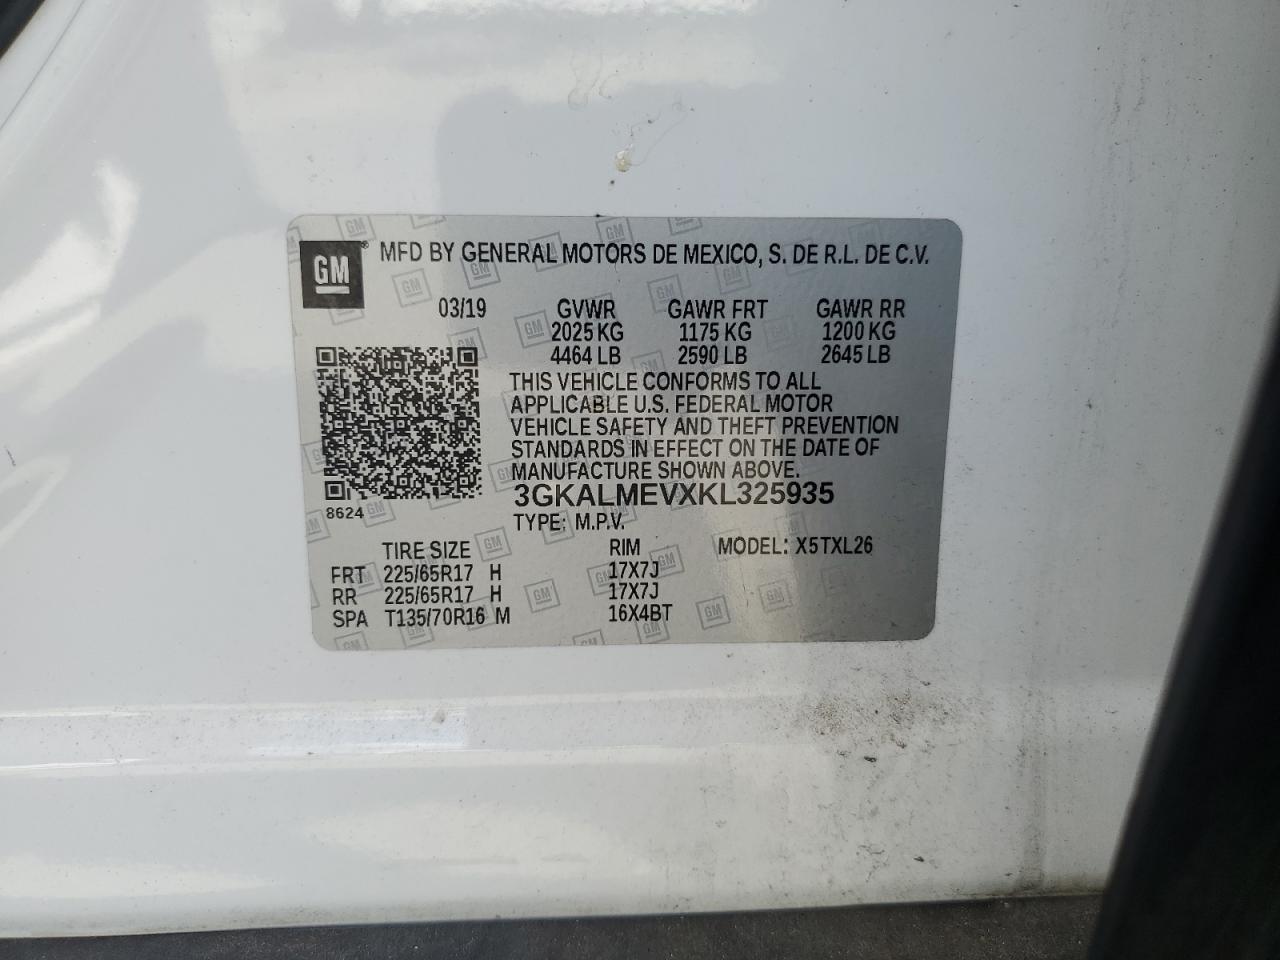 GM ® MFD BY GENERAL MOTORS DE MEXICO, S. DE R.L. DE C.V.
03/19 GVWR GAWR FRT GAWR RR
2025 KG 1175 KG 1200 KG
4464 LB 2590 LB 2645 LB
THIS VEHICLE CONFORMS TO ALL
APPLICABLE U.S. FEDERAL MOTOR
VEHICLE SAFETY AND THEFT PREVENTION
STANDARDS IN EFFECT ON THE DATE OF
MANUFACTURE SHOWN ABOVE.
3GKALMEVXKL325935
8624
TYPE: M.P.V.
TIRE SIZE RIM MODEL: X5TXL26
FRT 225/65R17 H 17X7J
RR 225/65R17 H 17X7J
SPA T135/70R16 M 16X4BT